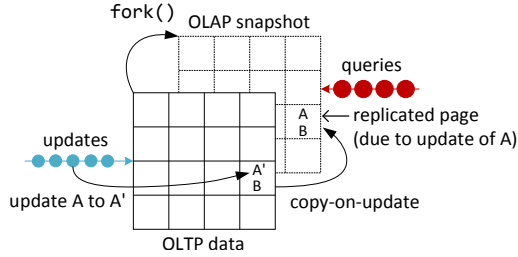 fork()
OLAP snapshot
queries
A
B
replicated page
(due to update of A)
updates
A'
B
update A to A'
copy-on-update
OLTP data